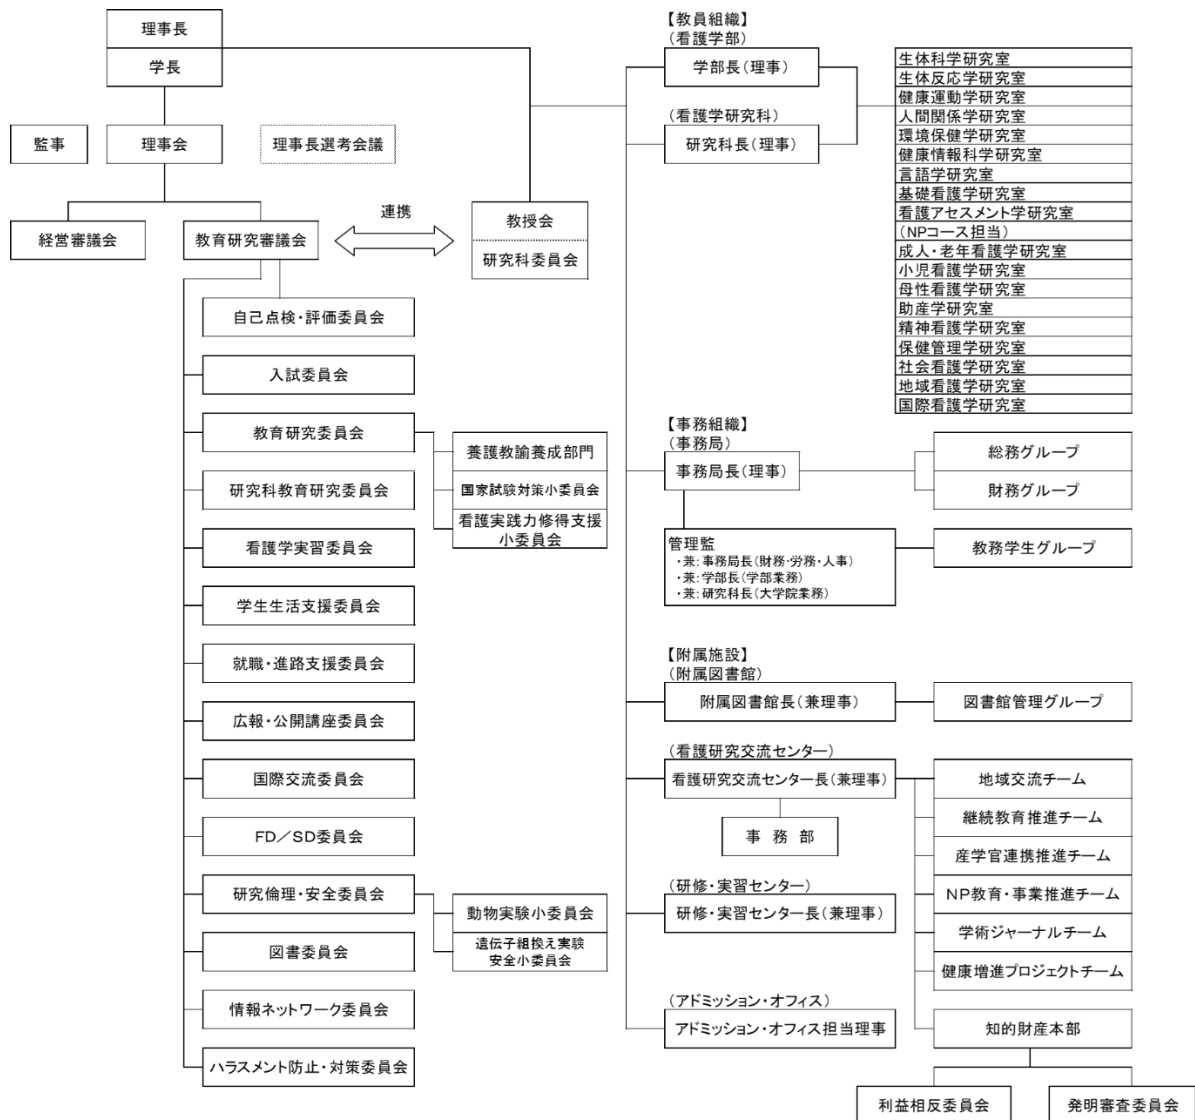 理事長
学長
監事
理事会
理事長選考会議
経営審議会
教育研究審議会
連携
教授会
研究科委員会
自己点検・評価委員会
入試委員会
教育研究委員会
養護教諭養成部門
国家試験対策小委員会
看護実践力修得支援
小委員会
研究科教育研究委員会
看護学実習委員会
学生生活支援委員会
就職・進路支援委員会
広報・公開講座委員会
国際交流委員会
FD／SD委員会
研究倫理・安全委員会
動物実験小委員会
遺伝子組換え実験
安全小委員会
図書委員会
情報ネットワーク委員会
ハラスメント防止・対策委員会
【教員組織】
（看護学部）
学部長（理事）
（看護学研究科）
研究科長（理事）
生体科学研究室
生体反応学研究室
健康運動学研究室
人間関係学研究室
環境保健学研究室
健康情報科学研究室
言語学研究室
基礎看護学研究室
看護アセスメント学研究室
（NPコース担当）
成人・老年看護学研究室
小児看護学研究室
母性看護学研究室
助産学研究室
精神看護学研究室
保健管理学研究室
社会看護学研究室
地域看護学研究室
国際看護学研究室
【事務組織】
（事務局）
事務局長（理事）
総務グループ
財務グループ
管理監
・兼：事務局長（財務・労務・人事）
・兼：学部長（学部業務）
・兼：研究科長（大学院業務）
教務学生グループ
【附属施設】
（附属図書館）
附属図書館長（兼理事）
図書館管理グループ
（看護研究交流センター）
看護研究交流センター長（兼理事）
事 務 部
地域交流チーム
継続教育推進チーム
産学官連携推進チーム
NP教育・事業推進チーム
学術ジャーナルチーム
健康増進プロジェクトチーム
（研修・実習センター）
研修・実習センター長（兼理事）
（アドミッション・オフィス）
アドミッション・オフィス担当理事
知的財産本部
利益相反委員会
発明審査委員会